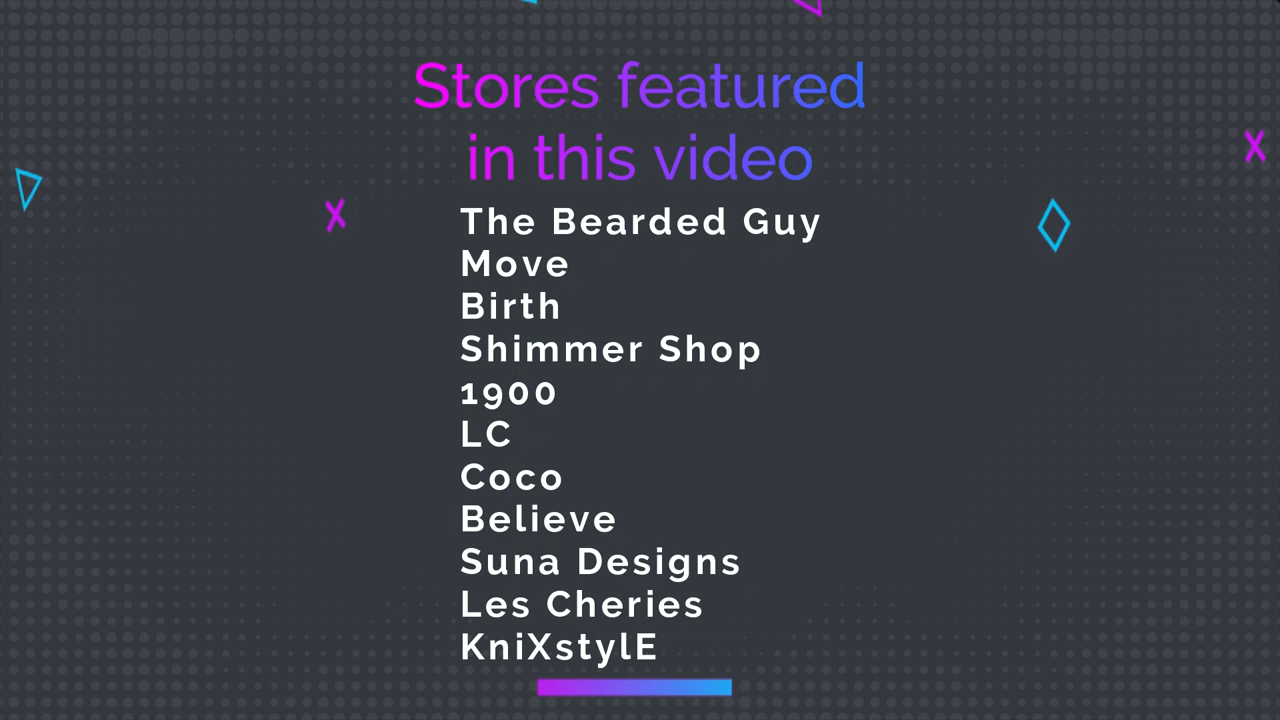 Stores featured
in this video
The Bearded Guy
Move
Birth
Shimmer Shop
1900
LC
Coco
Believe
Suna Designs
Les Cheries
KniXstylE